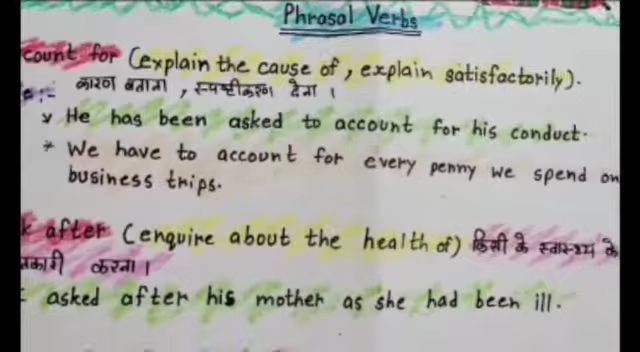 Phrasal Verbs
count for (explain the cause of, explain satisfactorily).
e:- कारण बताना, स्पष्टीकरण देना।
* He has been asked to account for his conduct.
* We have to account for every penny we spend on
business trips.
k after (enquire about the health of) किसी के स्वास्थ्य के
नकारी करना।
asked after his mother as she had been ill.